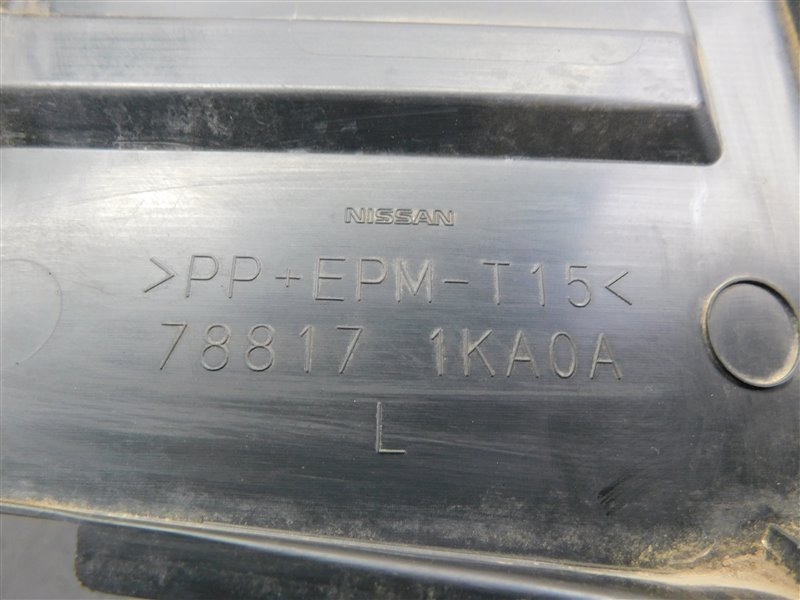 NISSAN
>PP+EPM-T15<
78817 1KA0A
L